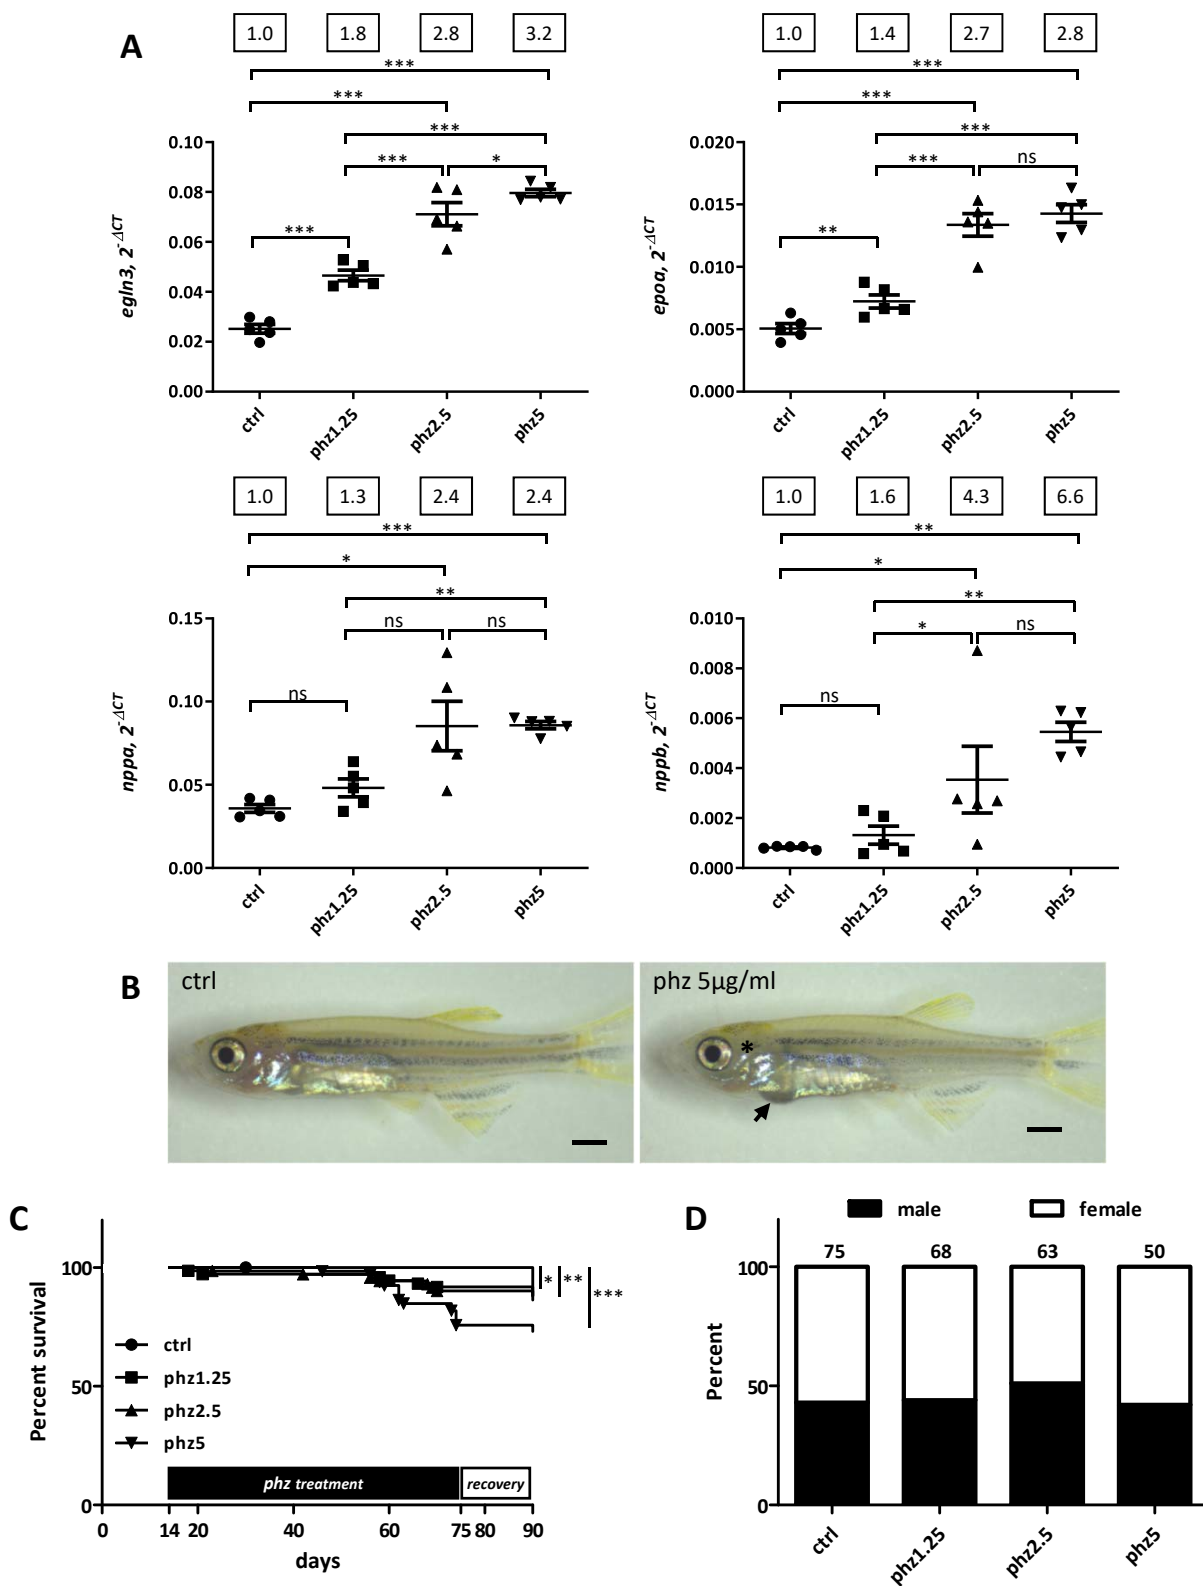 A
1.0 1.8 2.8 3.2
***
***
***
*** *
***
0.10
0.08
0.06
0.04
0.02
0.00
egln3, 2^-ΔCT
ctrl phz1.25 phz2.5 phz5
1.0 1.4 2.7 2.8
***
***
***
*** ns
**
0.020
0.015
0.010
0.005
0.000
epoa, 2^-ΔCT
ctrl phz1.25 phz2.5 phz5
1.0 1.3 2.4 2.4
***
*
**
ns ns
ns
0.15
0.10
0.05
0.00
nppa, 2^-ΔCT
ctrl phz1.25 phz2.5 phz5
1.0 1.6 4.3 6.6
**
*
**
* ns
ns
0.010
0.008
0.006
0.004
0.002
0.000
nppb, 2^-ΔCT
ctrl phz1.25 phz2.5 phz5
B
ctrl
phz 5µg/ml
*
C
100
50
0
Percent survival
* ** ***
ctrl
phz1.25
phz2.5
phz5
phz treatment recovery
0 14 20 40 60 75 80 90
days
D
male female
75 68 63 50
100
50
0
Percent
ctrl phz1.25 phz2.5 phz5